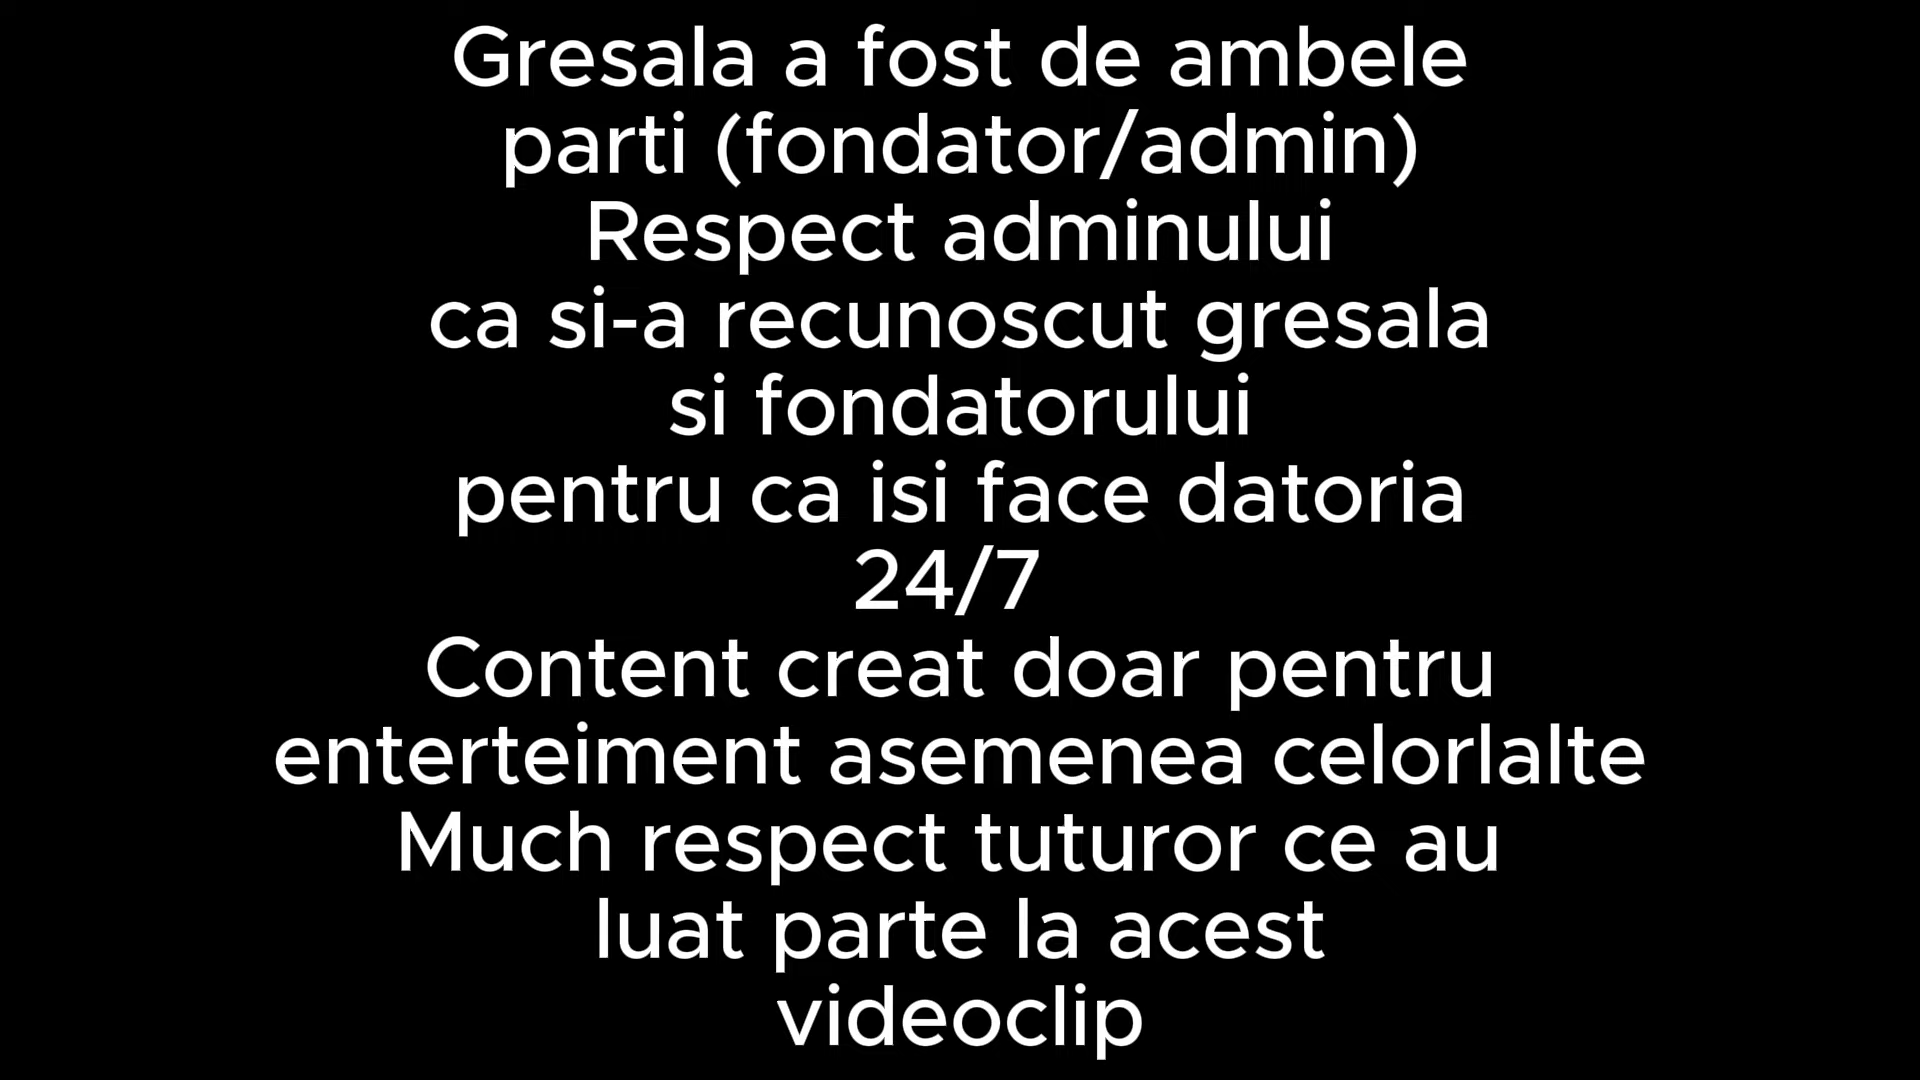 Gresala a fost de ambele
parti (fondator/admin)
Respect adminului
ca si-a recunoscut gresala
si fondatorului
pentru ca isi face datoria
24/7
Content creat doar pentru
enterteiment asemenea celorlalte
Much respect tuturor ce au
luat parte la acest
videoclip